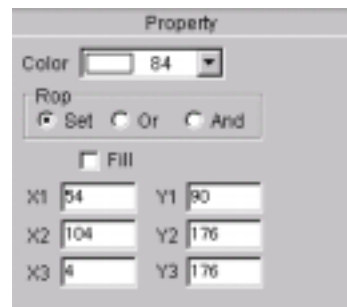 Property
Color 84
Rop
Set Or And
Fill
X1 54 Y1 90
X2 104 Y2 176
X3 4 Y3 176